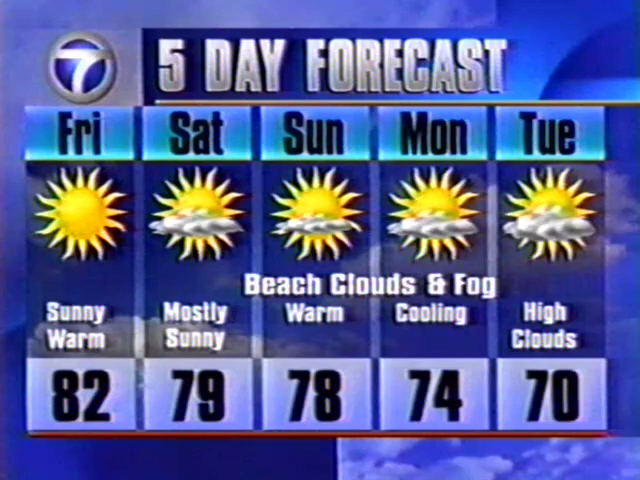 7
5 DAY FORECAST
Fri Sat Sun Mon Tue
Beach Clouds & Fog
Sunny Warm
Mostly Sunny
Warm
Cooling
High Clouds
82 79 78 74 70